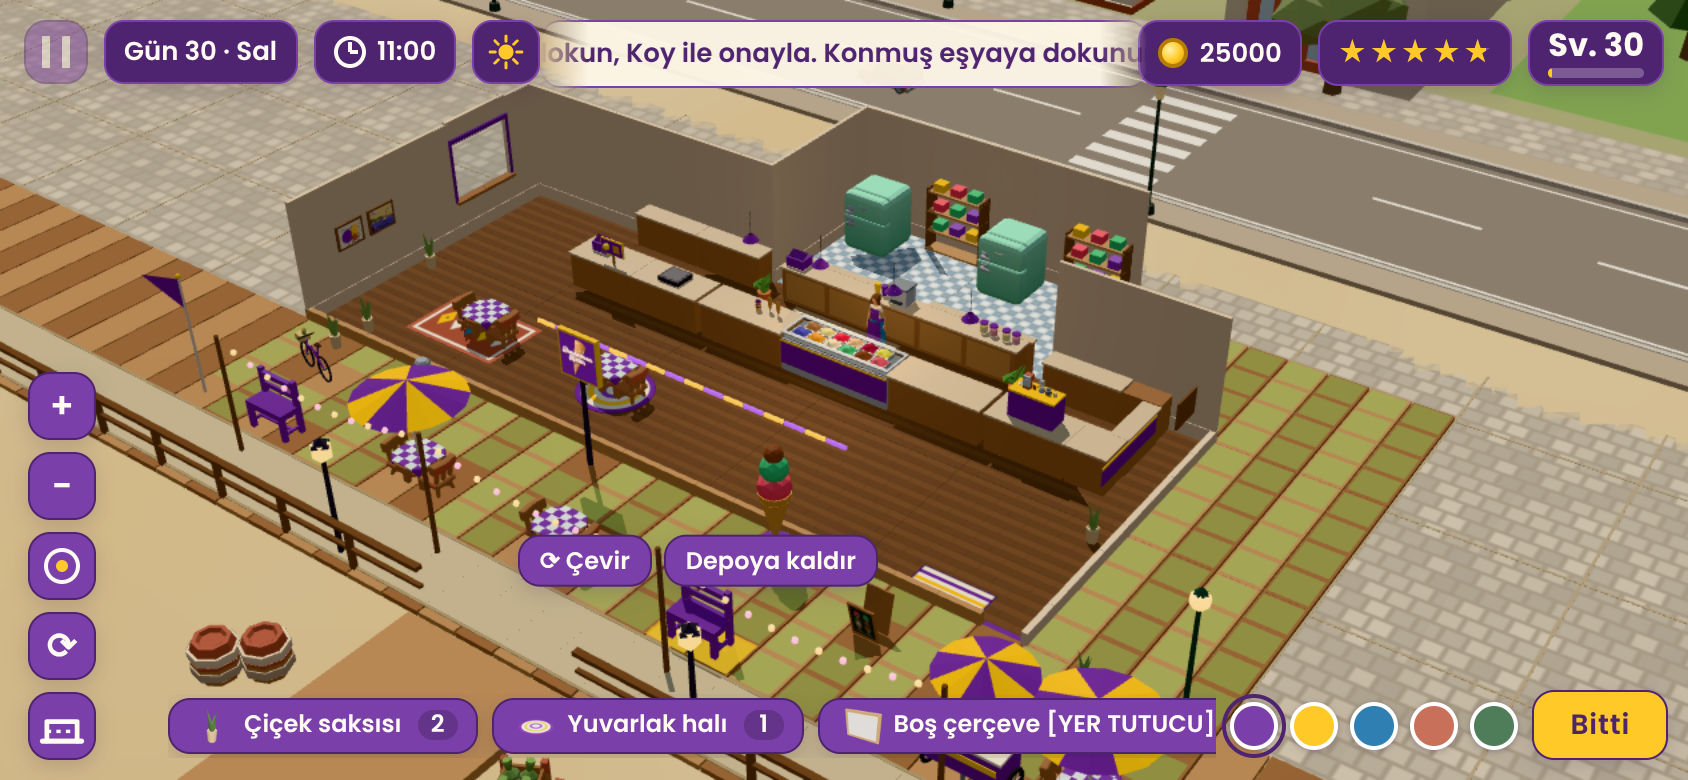 Gün 30 · Sal
11:00
okun, Koy ile onayla. Konmuş eşyaya dokunu
25000
Sv. 30
+
-
Çevir
Depoya kaldır
Çiçek saksısı 2
Yuvarlak halı 1
Boş çerçeve [YER TUTUCU]
Bitti